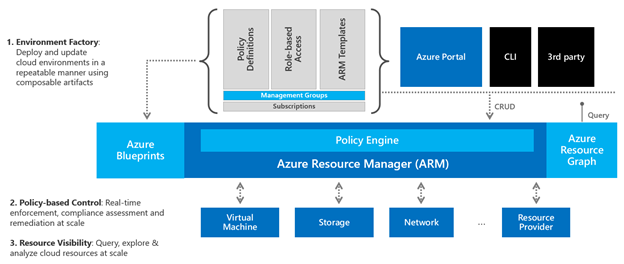 1. Environment Factory:
Deploy and update
cloud environments in a
repeatable manner using
composable artifacts
Policy
Definitions
Role-based
Access
ARM Templates
Management Groups
Subscriptions
Azure Portal
CLI
3rd party
CRUD
Query
Azure
Blueprints
Policy Engine
Azure Resource Manager (ARM)
Azure
Resource
Graph
2. Policy-based Control: Real-time
enforcement, compliance assessment and
remediation at scale
3. Resource Visibility: Query, explore &
analyze cloud resources at scale
Virtual
Machine
Storage
Network
...
Resource
Provider